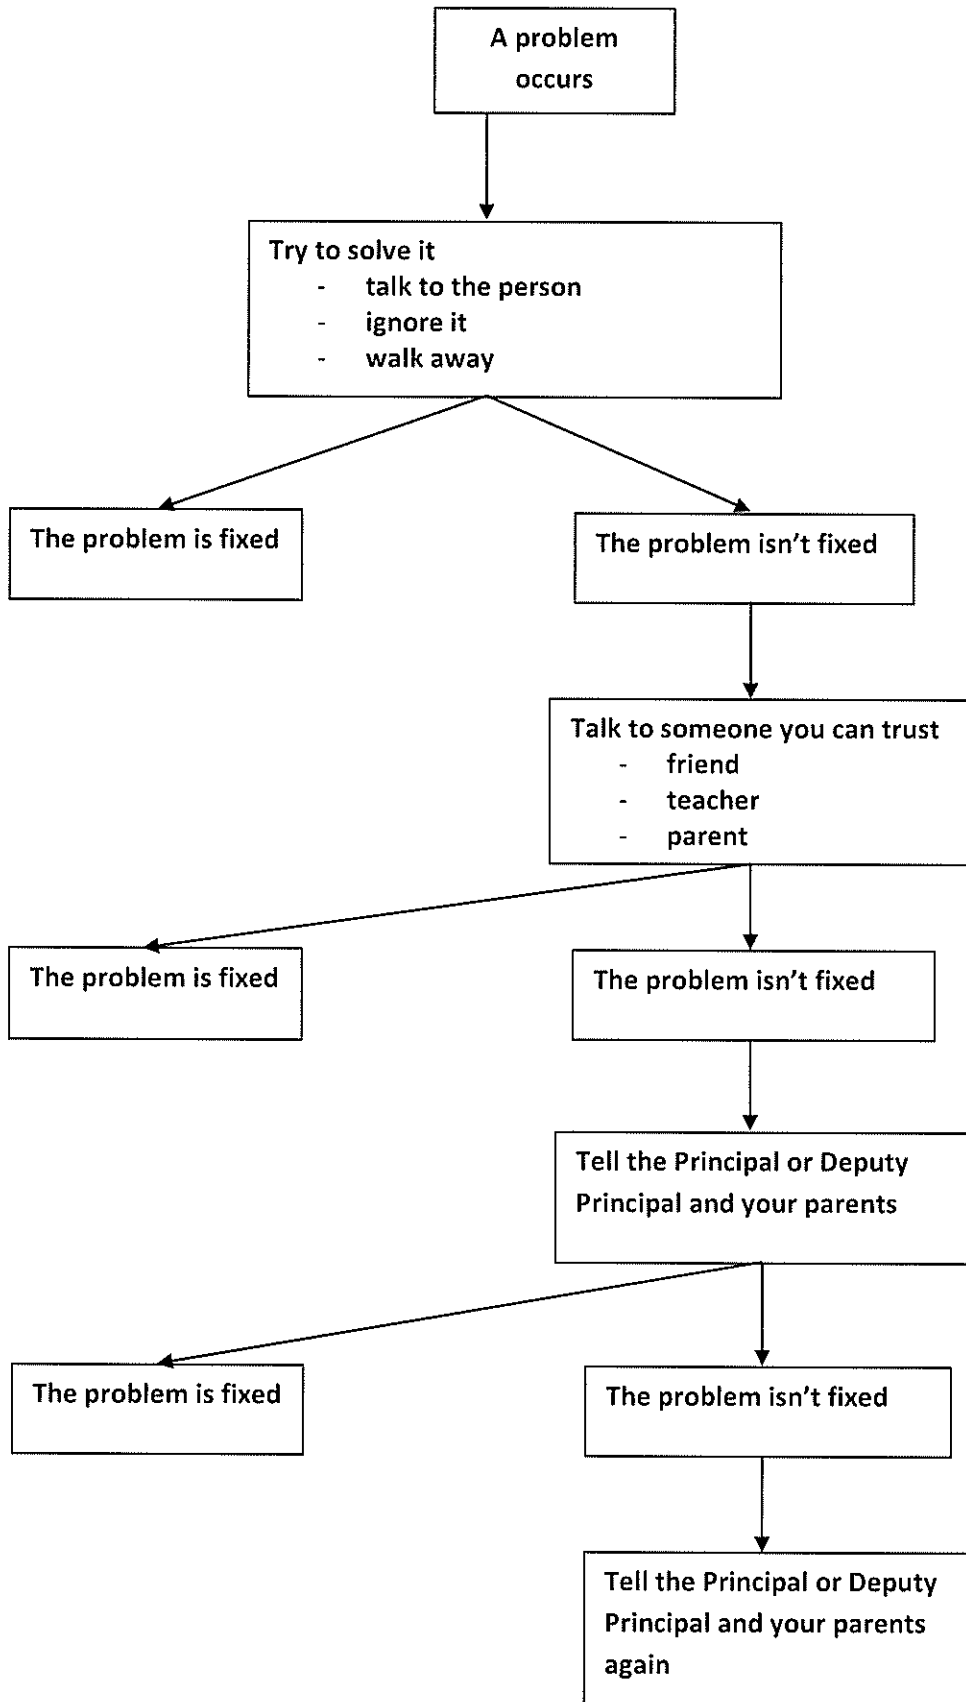 A problem
occurs
Try to solve it
- talk to the person
- ignore it
- walk away
The problem is fixed
The problem isn't fixed
Talk to someone you can trust
- friend
- teacher
- parent
The problem is fixed
The problem isn't fixed
Tell the Principal or Deputy
Principal and your parents
The problem is fixed
The problem isn't fixed
Tell the Principal or Deputy
Principal and your parents
again